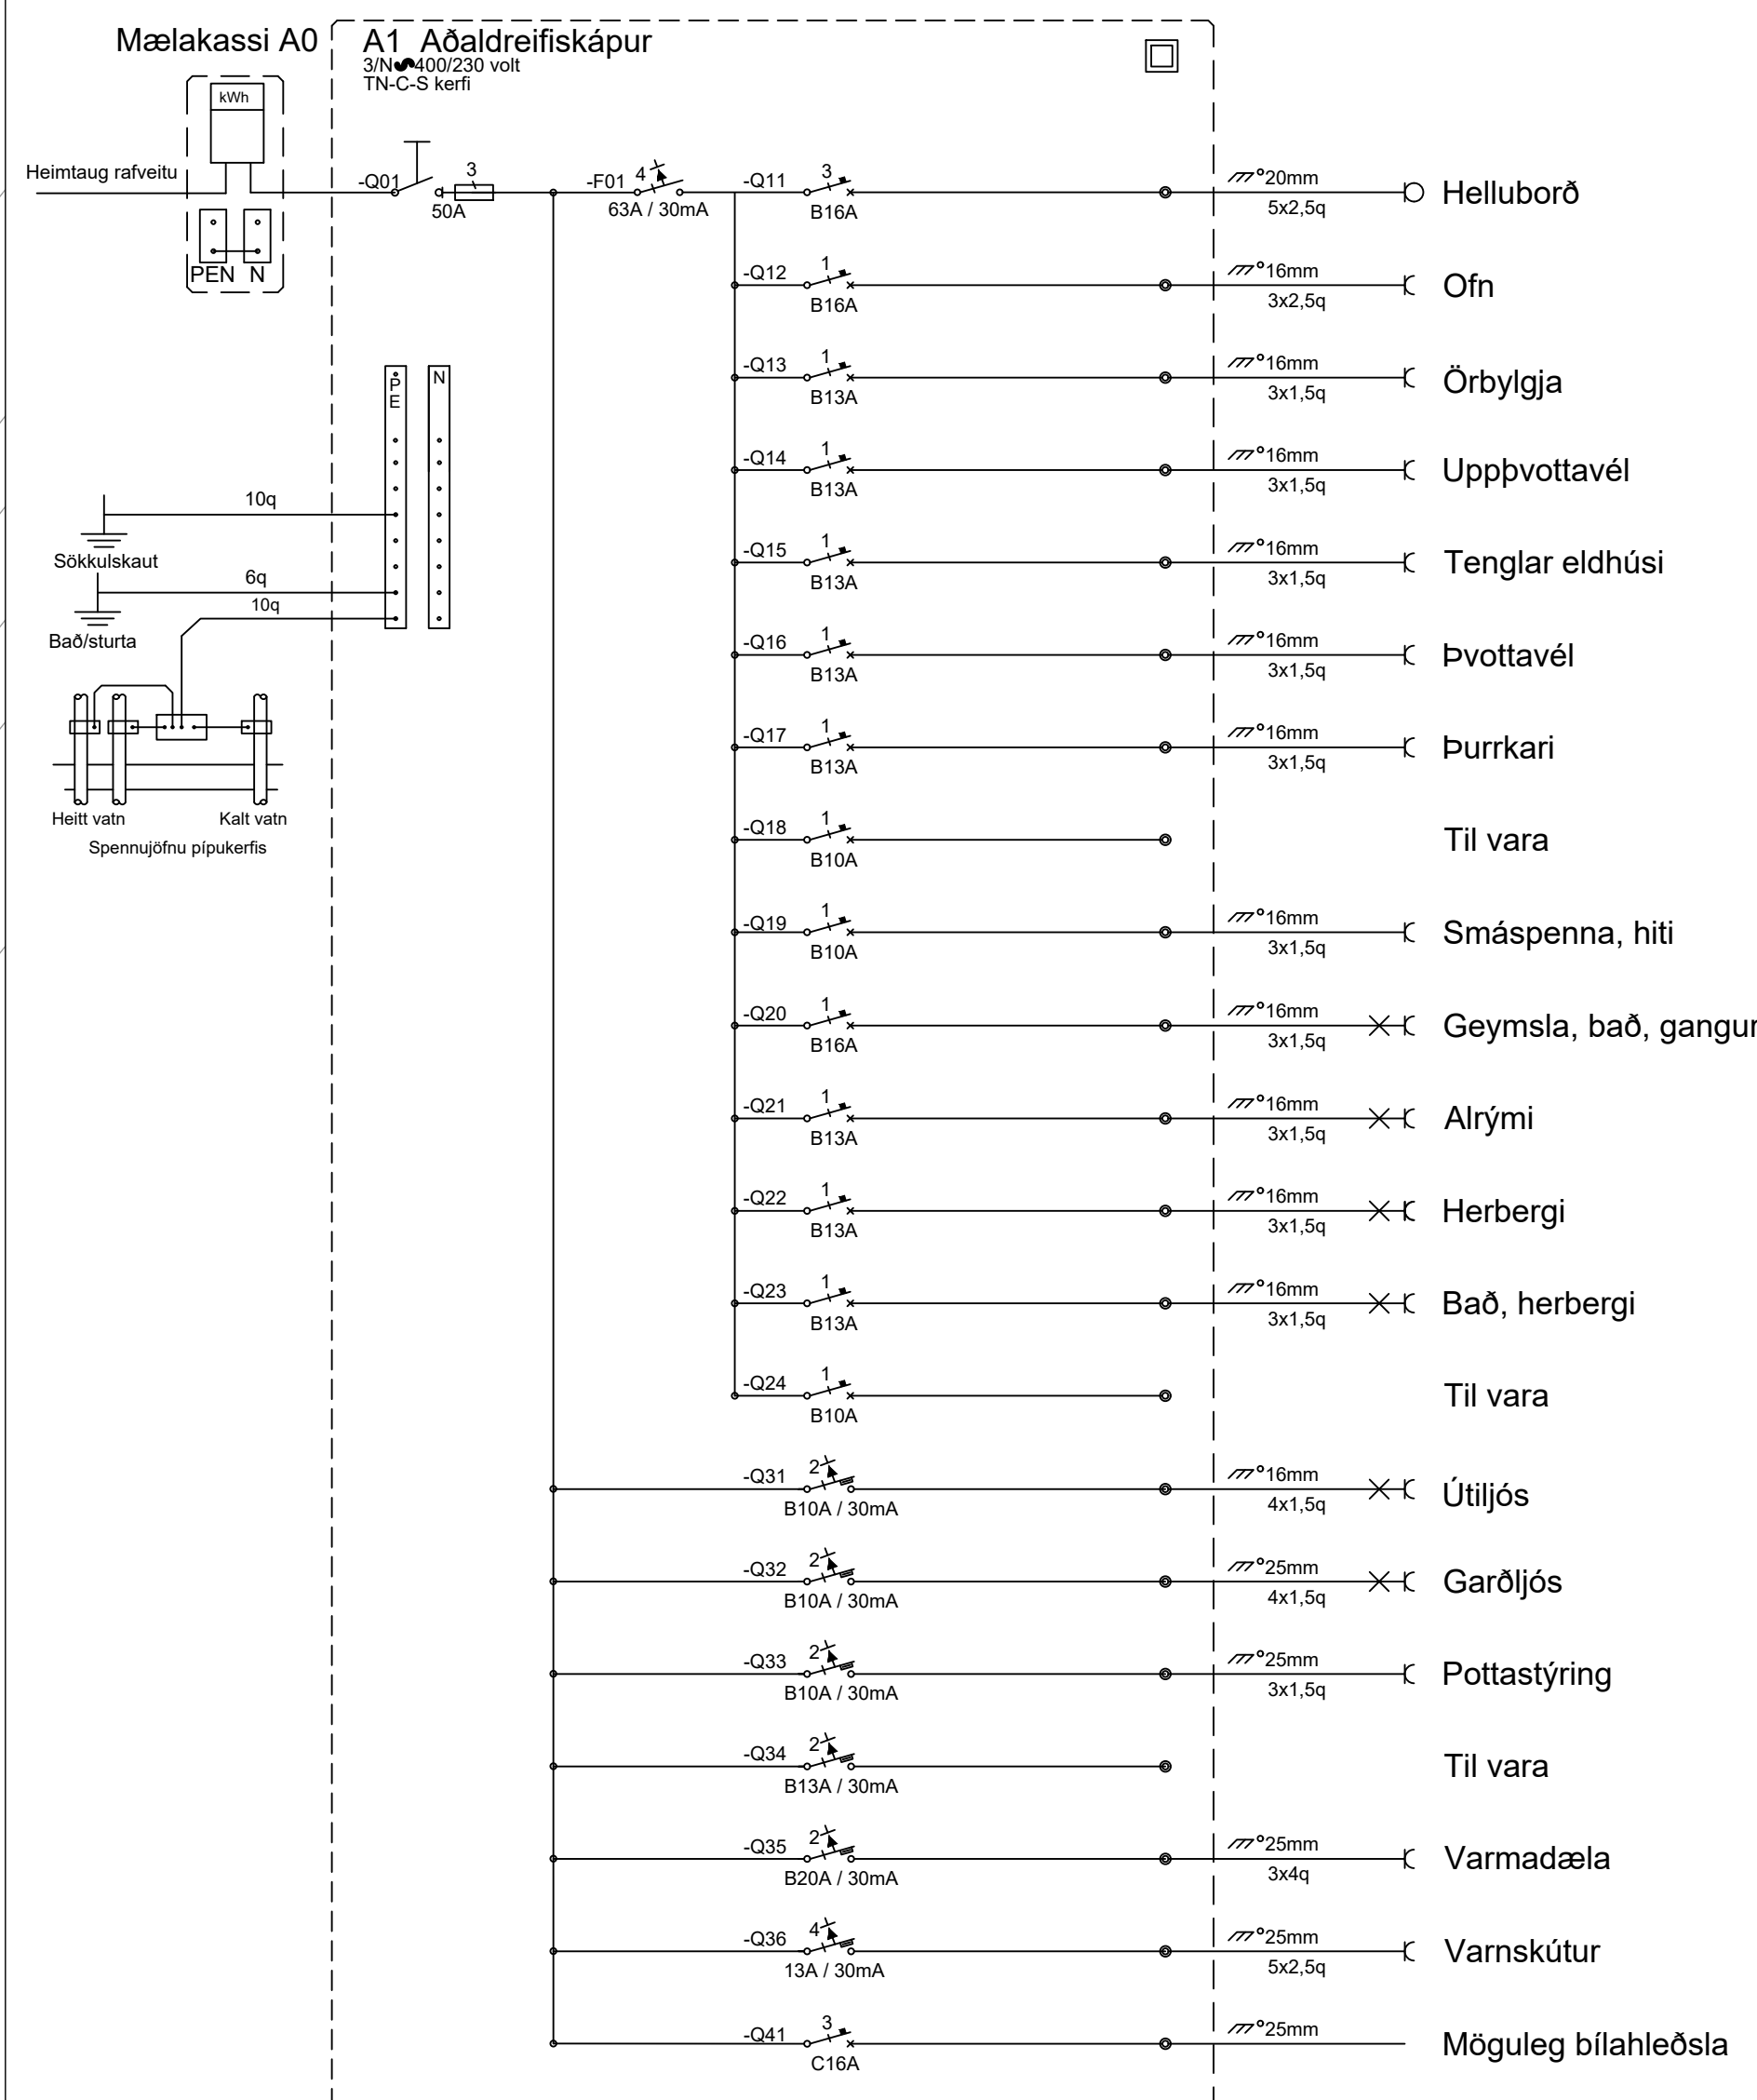 Mælakassi A0
A1 Aðaldreifiskápur
3/N 400/230 volt
TN-C-S kerfi
kWh
Heimtaug rafveitu
PEN N
-Q01
3
50A
-F01 4
63A / 30mA
-Q11 3
B16A
20mm
5x2,5q
Helluborð
-Q12 1
B16A
16mm
3x2,5q
Ofn
-Q13 1
B13A
16mm
3x1,5q
Örbylgja
PE
N
-Q14 1
B13A
16mm
3x1,5q
Uppþvottavél
10q
Sökkulskaut
-Q15 1
B13A
16mm
3x1,5q
Tenglar eldhúsi
6q
10q
Bað/sturta
-Q16 1
B13A
16mm
3x1,5q
Þvottavél
-Q17 1
B13A
16mm
3x1,5q
Þurrkari
Heitt vatn
Kalt vatn
Spennujöfnu pípukerfis
-Q18 1
B10A
Til vara
-Q19 1
B10A
16mm
3x1,5q
Smáspenna, hiti
-Q20 1
B16A
16mm
3x1,5q
Geymsla, bað, gangur
-Q21 1
B13A
16mm
3x1,5q
Alrými
-Q22 1
B13A
16mm
3x1,5q
Herbergi
-Q23 1
B13A
16mm
3x1,5q
Bað, herbergi
-Q24 1
B10A
Til vara
-Q31 2
B10A / 30mA
16mm
4x1,5q
Útiljós
-Q32 2
B10A / 30mA
25mm
4x1,5q
Garðljós
-Q33 2
B10A / 30mA
25mm
3x1,5q
Pottastýring
-Q34 2
B13A / 30mA
Til vara
-Q35 2
B20A / 30mA
25mm
3x4q
Varmadæla
-Q36 4
13A / 30mA
25mm
5x2,5q
Varnskútur
-Q41 3
C16A
25mm
Möguleg bílahleðsla